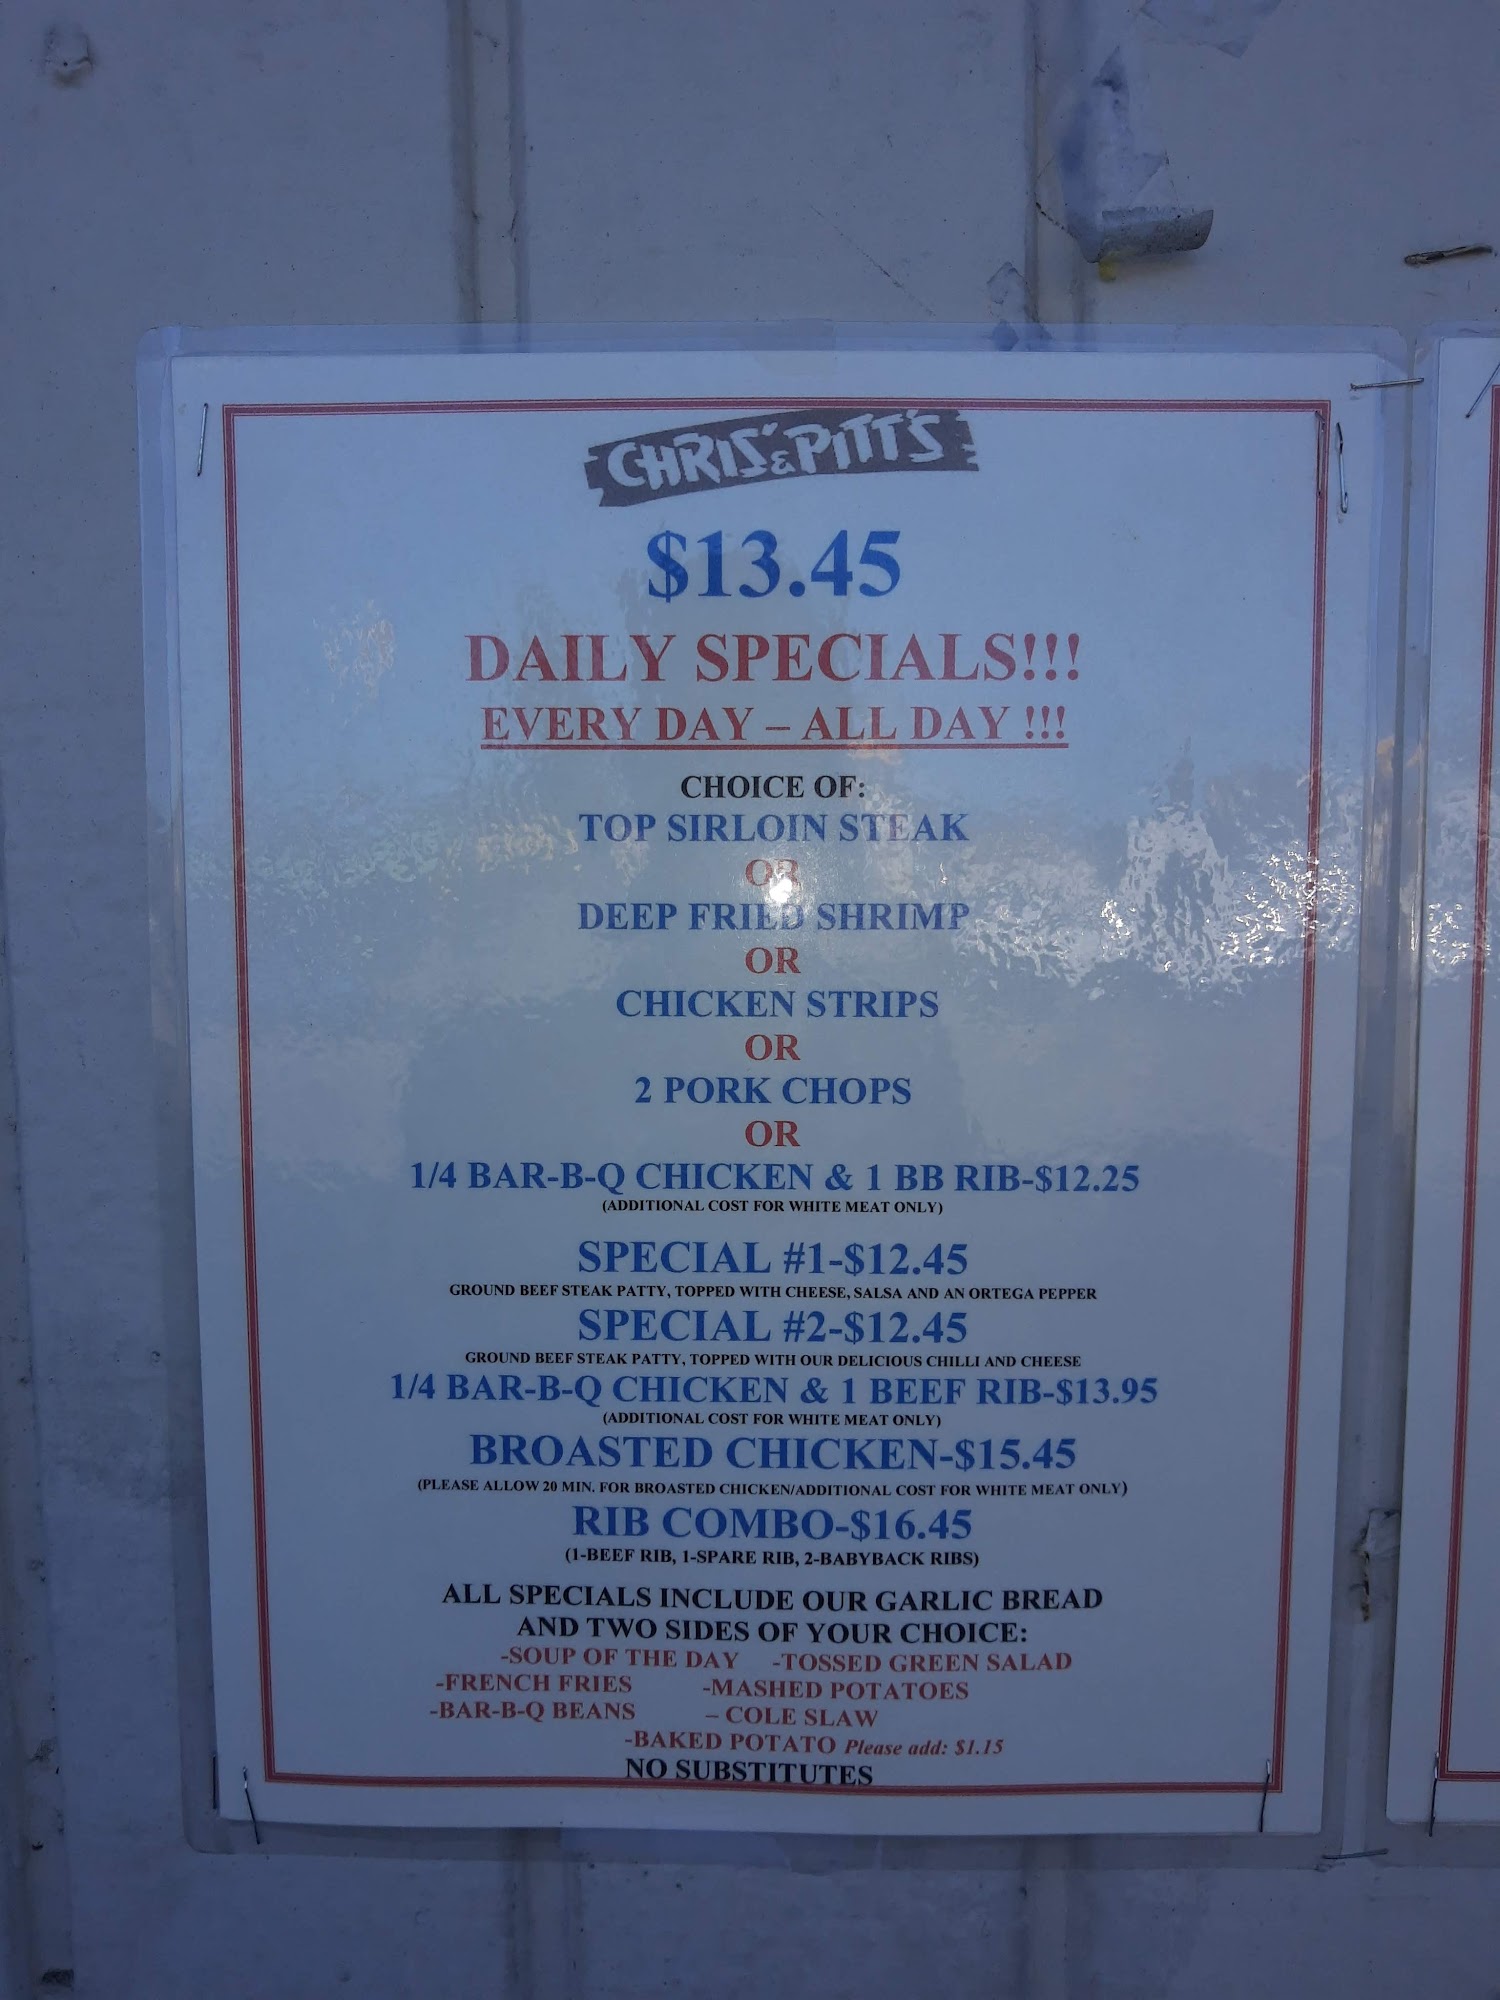 CHRIS' & PITT'S
$13.45
DAILY SPECIALS!!!
EVERY DAY – ALL DAY !!!
CHOICE OF:
TOP SIRLOIN STEAK
OR
DEEP FRIED SHRIMP
OR
CHICKEN STRIPS
OR
2 PORK CHOPS
OR
1/4 BAR-B-Q CHICKEN & 1 BB RIB-$12.25
(ADDITIONAL COST FOR WHITE MEAT ONLY)
SPECIAL #1-$12.45
GROUND BEEF STEAK PATTY, TOPPED WITH CHEESE, SALSA AND AN ORTEGA PEPPER
SPECIAL #2-$12.45
GROUND BEEF STEAK PATTY, TOPPED WITH OUR DELICIOUS CHILLI AND CHEESE
1/4 BAR-B-Q CHICKEN & 1 BEEF RIB-$13.95
(ADDITIONAL COST FOR WHITE MEAT ONLY)
BROASTED CHICKEN-$15.45
(PLEASE ALLOW 20 MIN. FOR BROASTED CHICKEN/ADDITIONAL COST FOR WHITE MEAT ONLY)
RIB COMBO-$16.45
(1-BEEF RIB, 1-SPARE RIB, 2-BABYBACK RIBS)
ALL SPECIALS INCLUDE OUR GARLIC BREAD
AND TWO SIDES OF YOUR CHOICE:
-SOUP OF THE DAY -TOSSED GREEN SALAD
-FRENCH FRIES -MASHED POTATOES
-BAR-B-Q BEANS – COLE SLAW
-BAKED POTATO Please add: $1.15
NO SUBSTITUTES